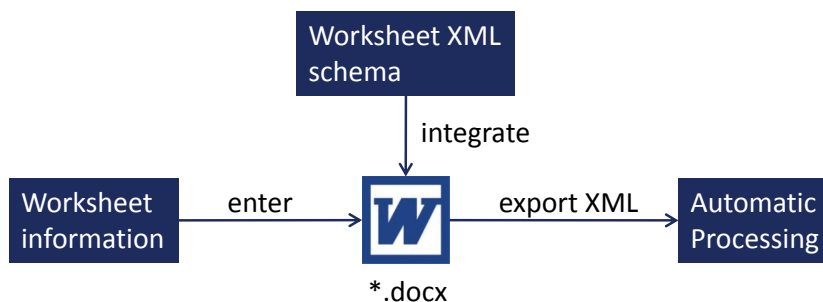 Worksheet XML
schema
integrate
Worksheet
information
enter
W
export XML
Automatic
Processing
*.docx